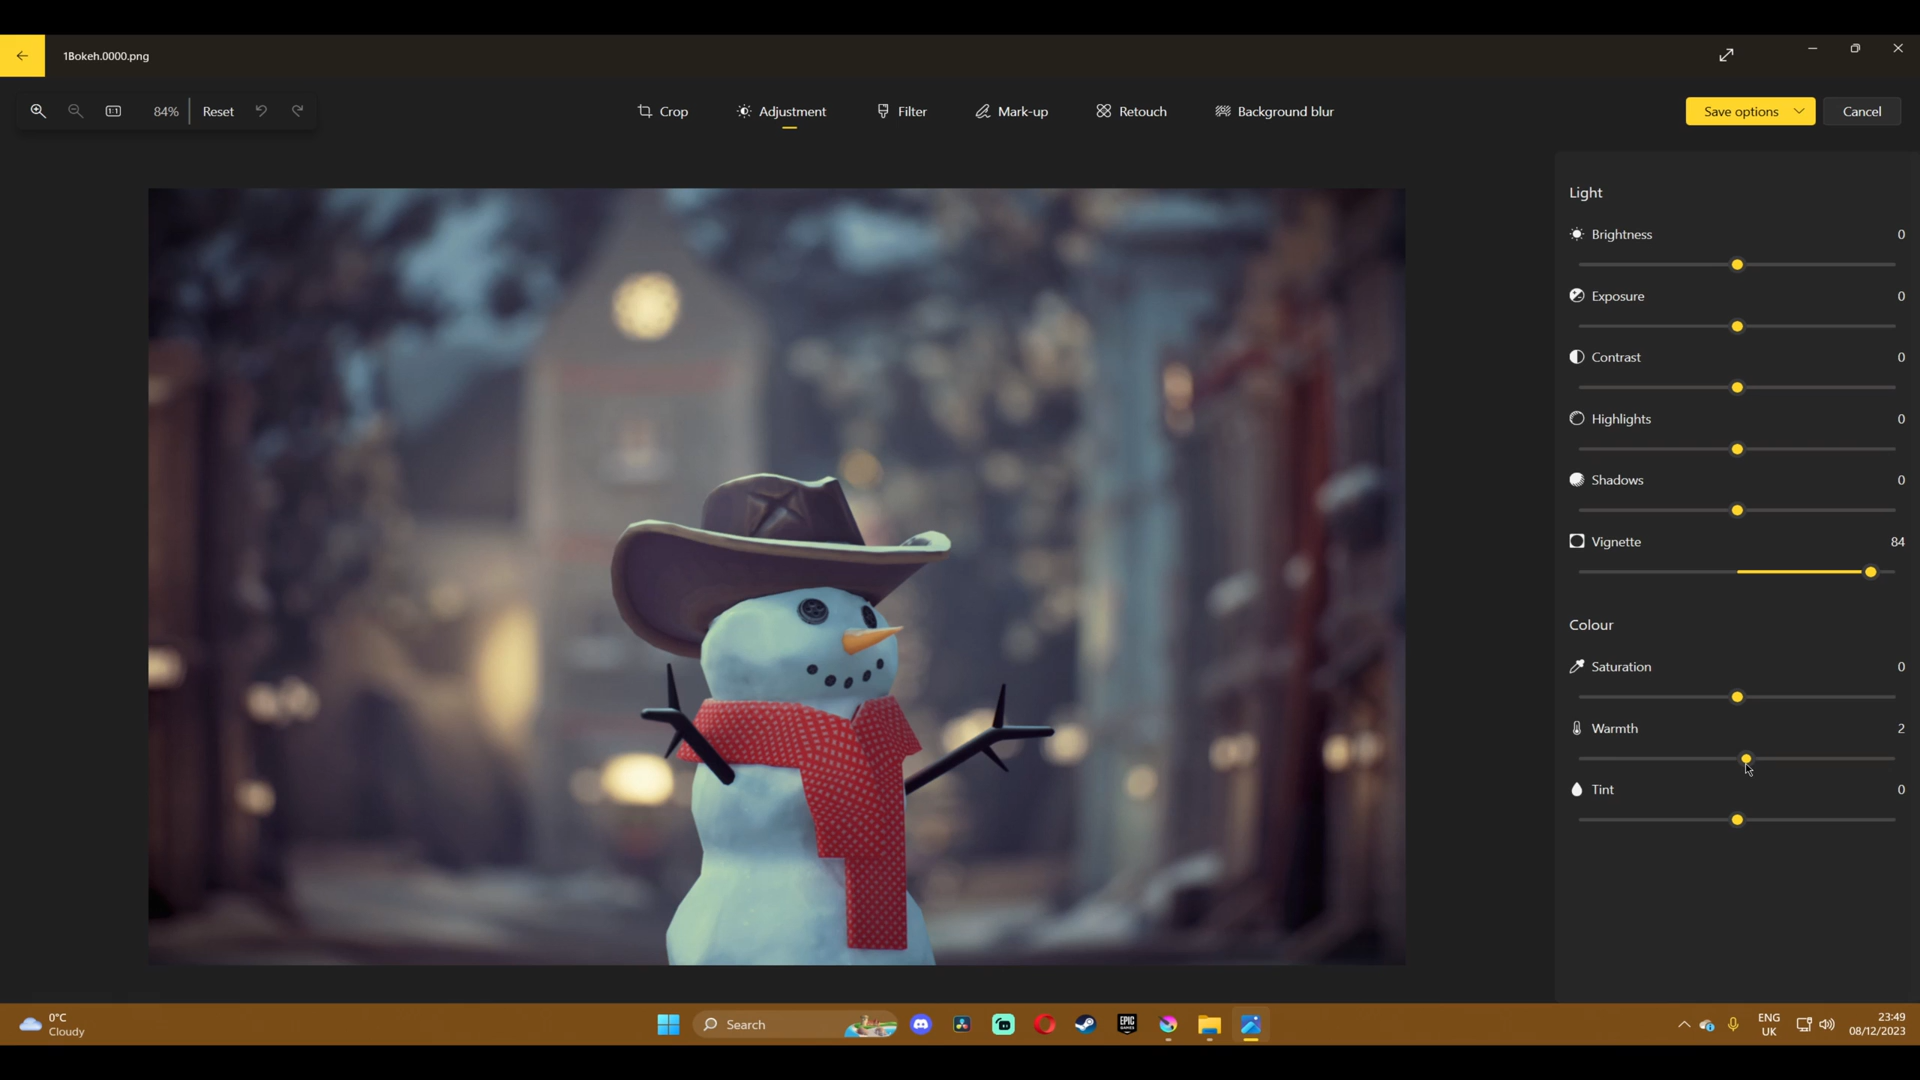 1Bokeh.0000.png
84% Reset
Crop Adjustment Filter Mark-up Retouch Background blur
Save options Cancel
Light
Brightness 0
Exposure 0
Contrast 0
Highlights 0
Shadows 0
Vignette 84
Colour
Saturation 0
Warmth 2
Tint 0
0°C
Cloudy
Search
EPIC
GAMES
ENG
UK
23:49
08/12/2023